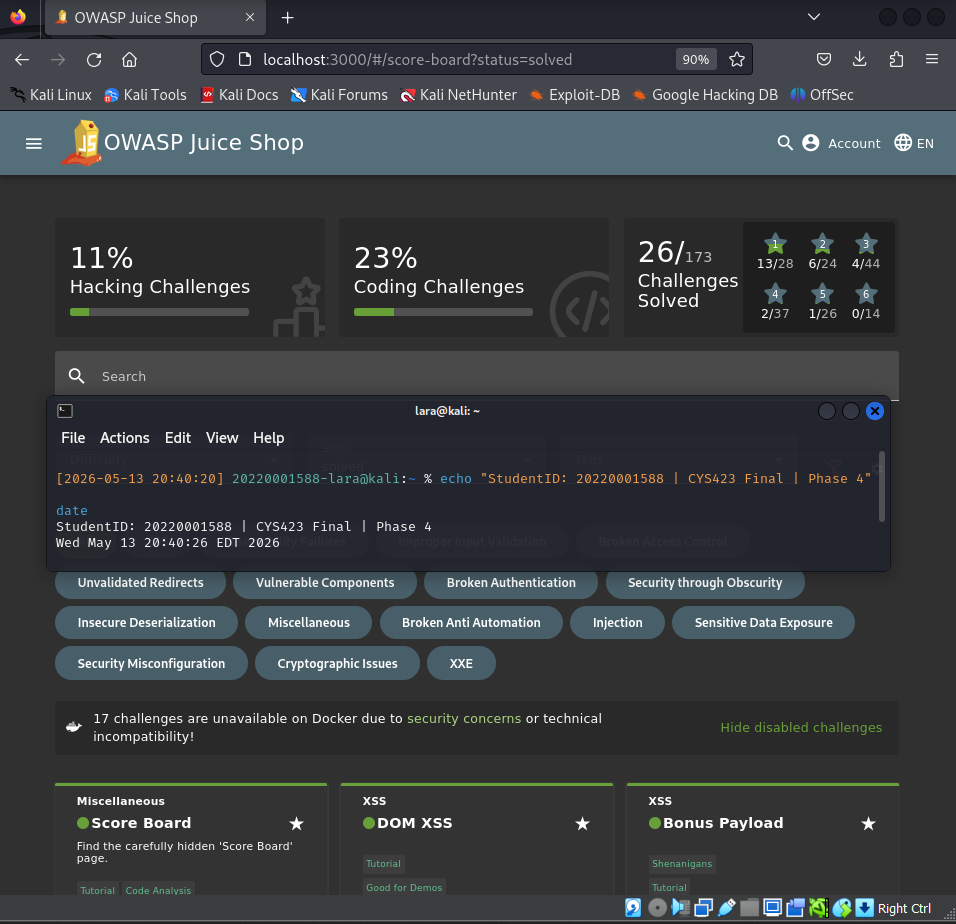 OWASP Juice Shop
localhost:3000/#/score-board?status=solved
90%
Kali Linux
Kali Tools
Kali Docs
Kali Forums
Kali NetHunter
Exploit-DB
Google Hacking DB
OffSec
OWASP Juice Shop
Account
EN
11%
Hacking Challenges
23%
Coding Challenges
26/173
Challenges
Solved
1 2 3
13/28 6/24 4/44
4 5 6
2/37 1/26 0/14
Search
lara@kali: ~
File Actions Edit View Help
[2026-05-13 20:40:20] 20220001588-lara@kali:~ % echo "StudentID: 20220001588 | CYS423 Final | Phase 4"
date
StudentID: 20220001588 | CYS423 Final | Phase 4
Wed May 13 20:40:26 EDT 2026
Improper Input Validation
Broken Access Control
Unvalidated Redirects
Vulnerable Components
Broken Authentication
Security through Obscurity
Insecure Deserialization
Miscellaneous
Broken Anti Automation
Injection
Sensitive Data Exposure
Security Misconfiguration
Cryptographic Issues
XXE
17 challenges are unavailable on Docker due to security concerns or technical
incompatibility!
Hide disabled challenges
Miscellaneous
Score Board
Find the carefully hidden 'Score Board'
page.
Tutorial
Code Analysis
XSS
DOM XSS
Tutorial
Good for Demos
XSS
Bonus Payload
Shenanigans
Tutorial
Right Ctrl